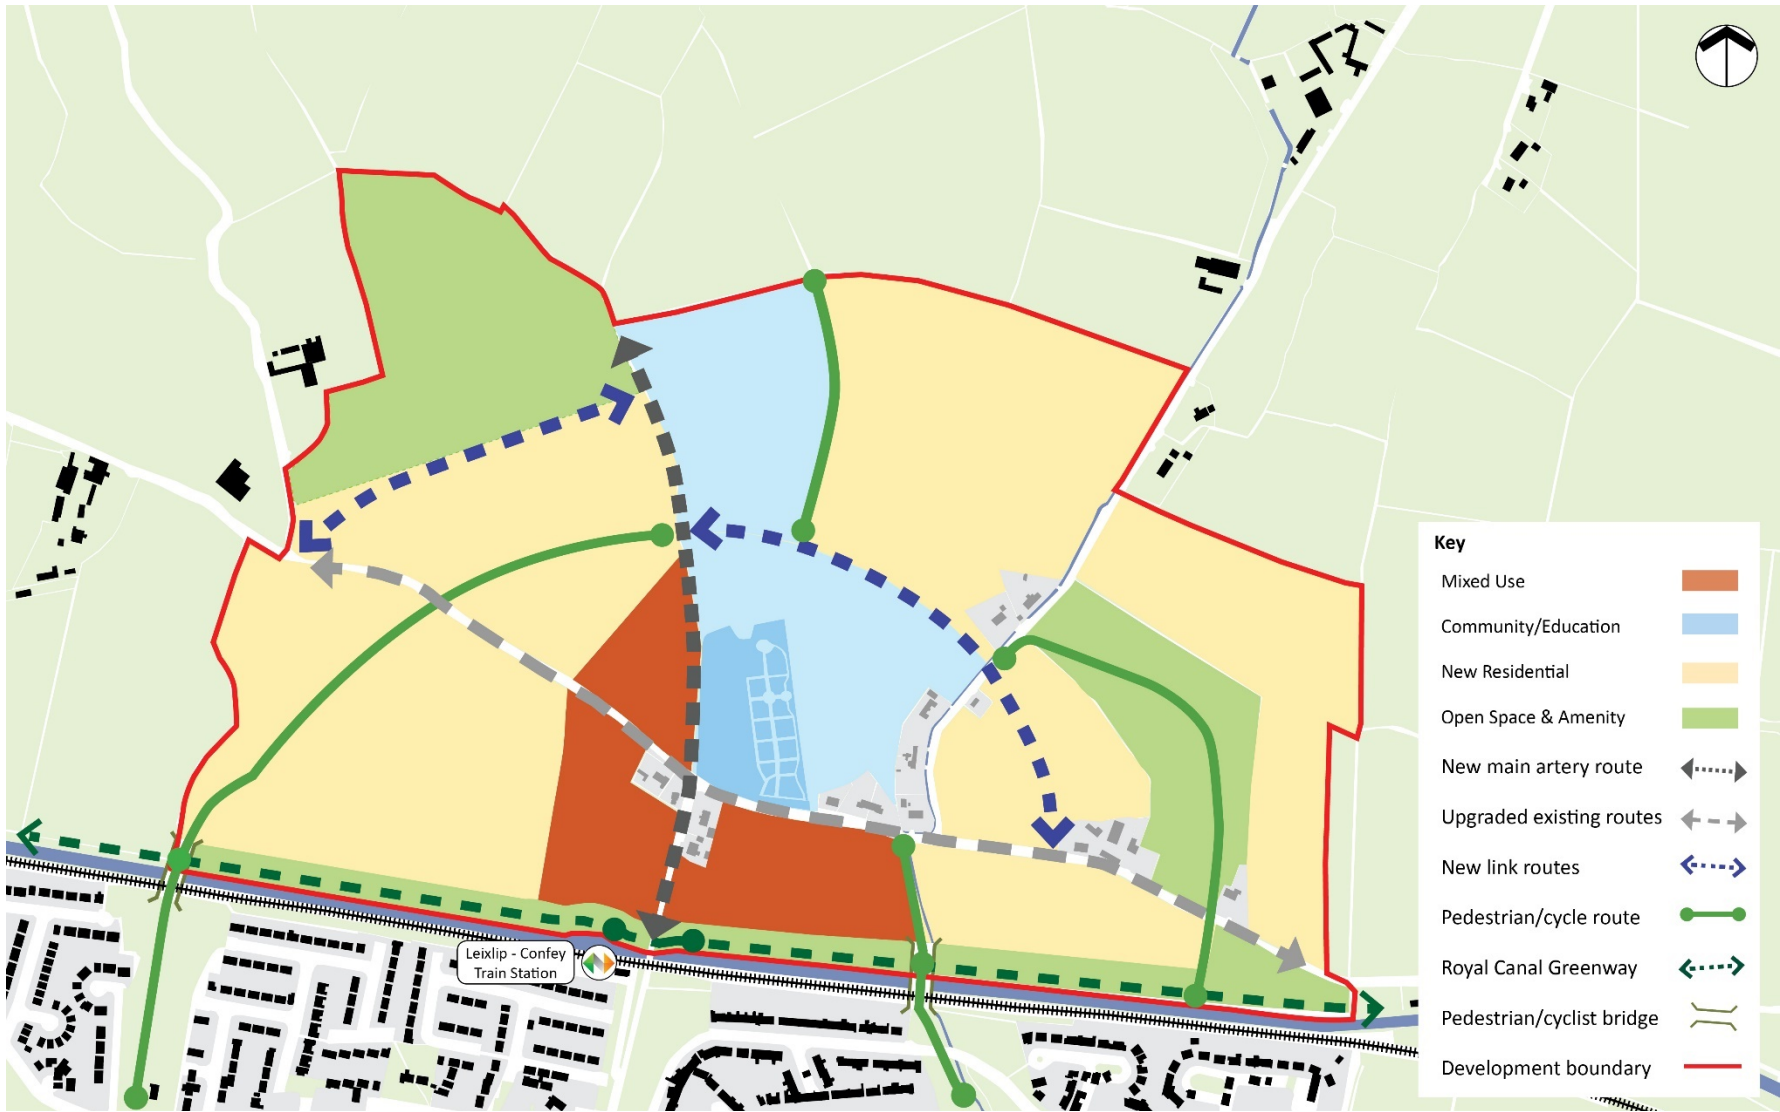 Leixlip - Confey
Train Station
Key
Mixed Use
Community/Education
New Residential
Open Space & Amenity
New main artery route
Upgraded existing routes
New link routes
Pedestrian/cycle route
Royal Canal Greenway
Pedestrian/cyclist bridge
Development boundary